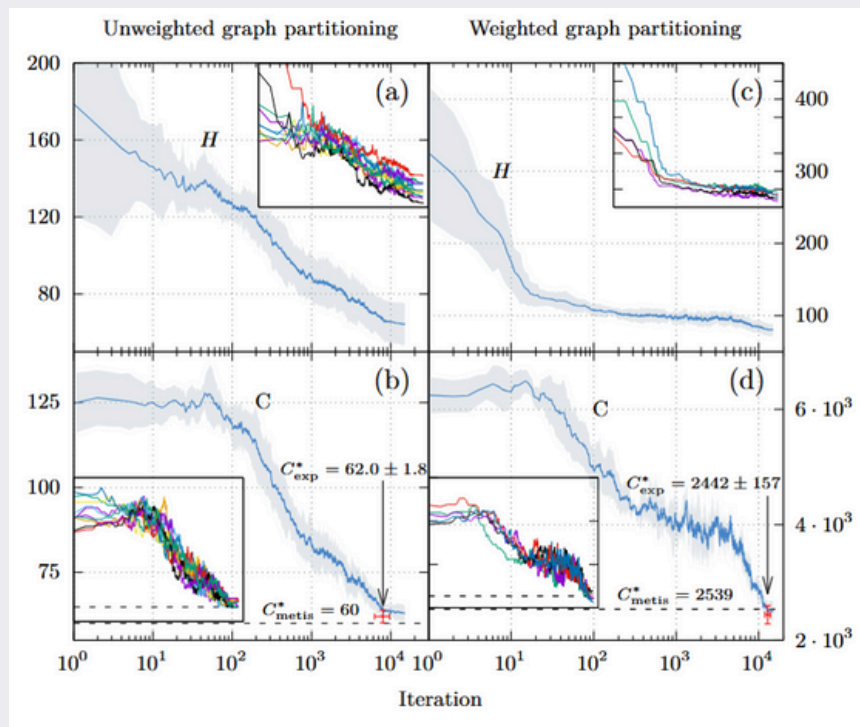 Unweighted graph partitioning
Weighted graph partitioning
200
160
120
80
H
(a)
(c)
H
450
300
200
100
125
100
75
(b)
C
C*exp = 62.0 ± 1.8
C*metis = 60
(d)
C
C*exp = 2442 ± 157
C*metis = 2539
6 · 10³
4 · 10³
2 · 10³
10⁰ 10¹ 10² 10³ 10⁴ 10⁰ 10¹ 10² 10³ 10⁴
Iteration